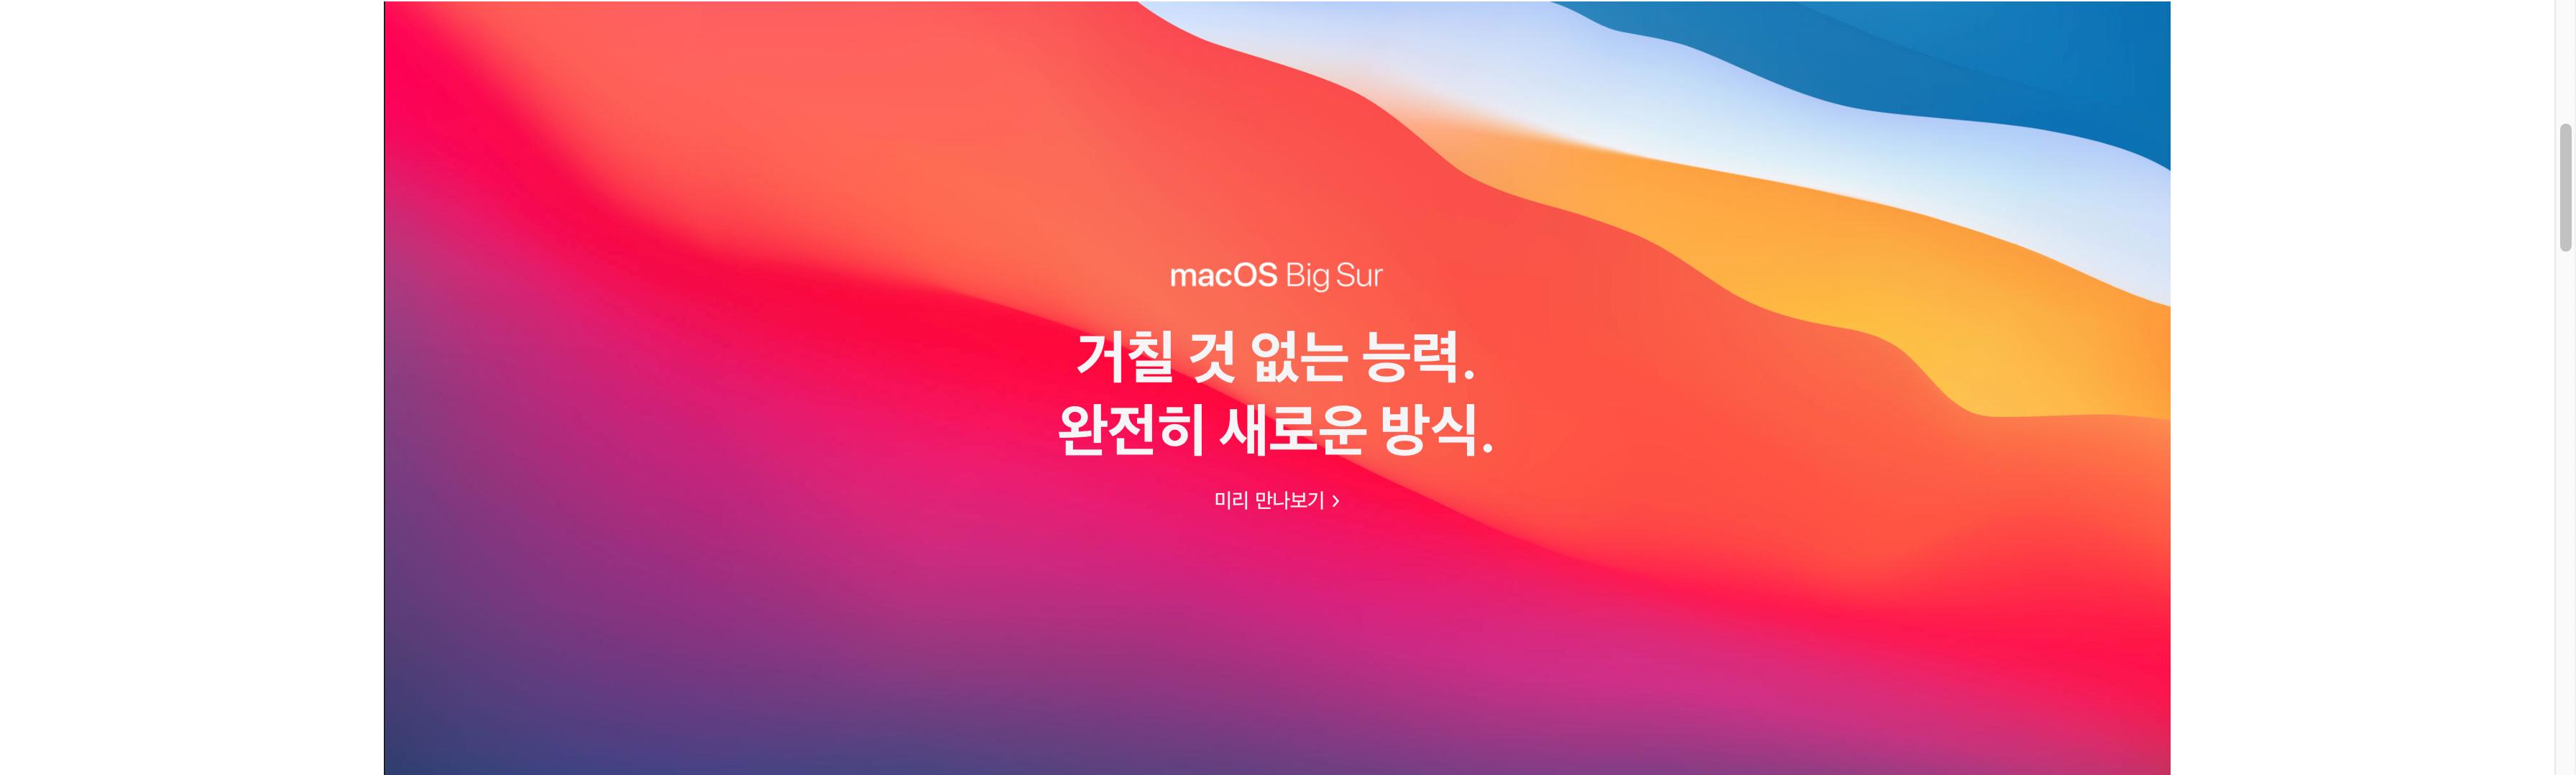 macOS Big Sur
거칠 것 없는 능력.
완전히 새로운 방식.
미리 만나보기 >